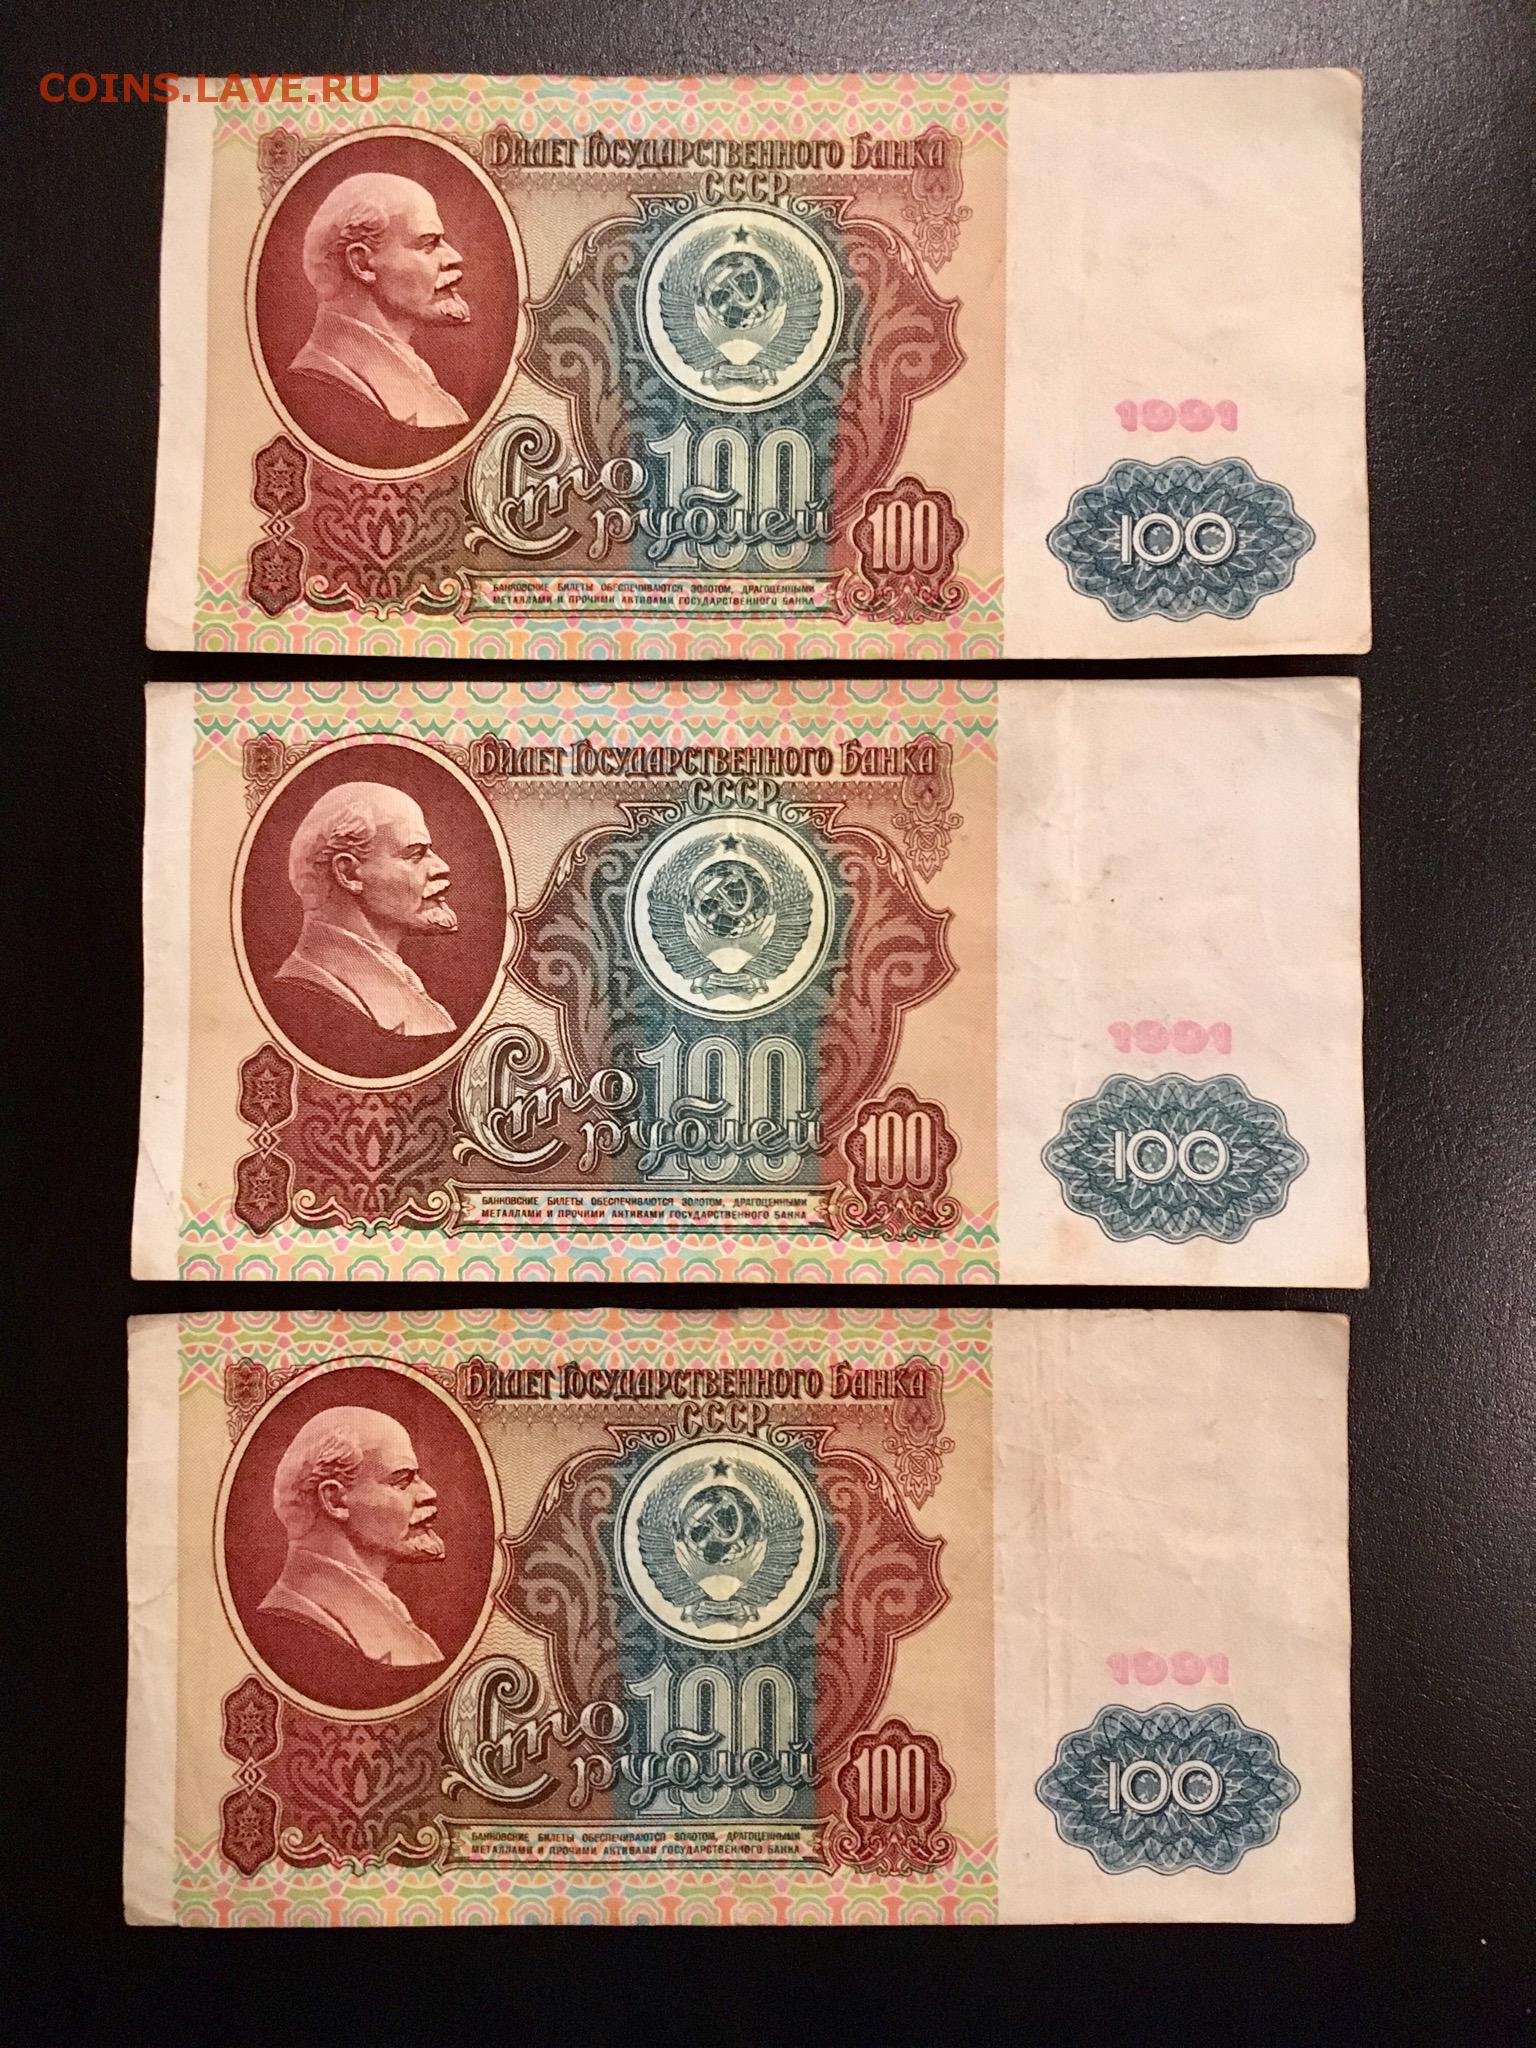 COINS.LAVE.RU
Билет Государственного Банка
СССР
1991
100
Сто
рублей
100
100
БАНКОВСКИЕ БИЛЕТЫ ОБЕСПЕЧИВАЮТСЯ ЗОЛОТОМ, ДРАГОЦЕННЫМИ
МЕТАЛЛАМИ И ПРОЧИМИ АКТИВАМИ ГОСУДАРСТВЕННОГО БАНКА
Билет Государственного Банка
СССР
1991
100
Сто
рублей
100
100
БАНКОВСКИЕ БИЛЕТЫ ОБЕСПЕЧИВАЮТСЯ ЗОЛОТОМ, ДРАГОЦЕННЫМИ
МЕТАЛЛАМИ И ПРОЧИМИ АКТИВАМИ ГОСУДАРСТВЕННОГО БАНКА
Билет Государственного Банка
СССР
1991
100
Сто
рублей
100
100
БАНКОВСКИЕ БИЛЕТЫ ОБЕСПЕЧИВАЮТСЯ ЗОЛОТОМ, ДРАГОЦЕННЫМИ
МЕТАЛЛАМИ И ПРОЧИМИ АКТИВАМИ ГОСУДАРСТВЕННОГО БАНКА